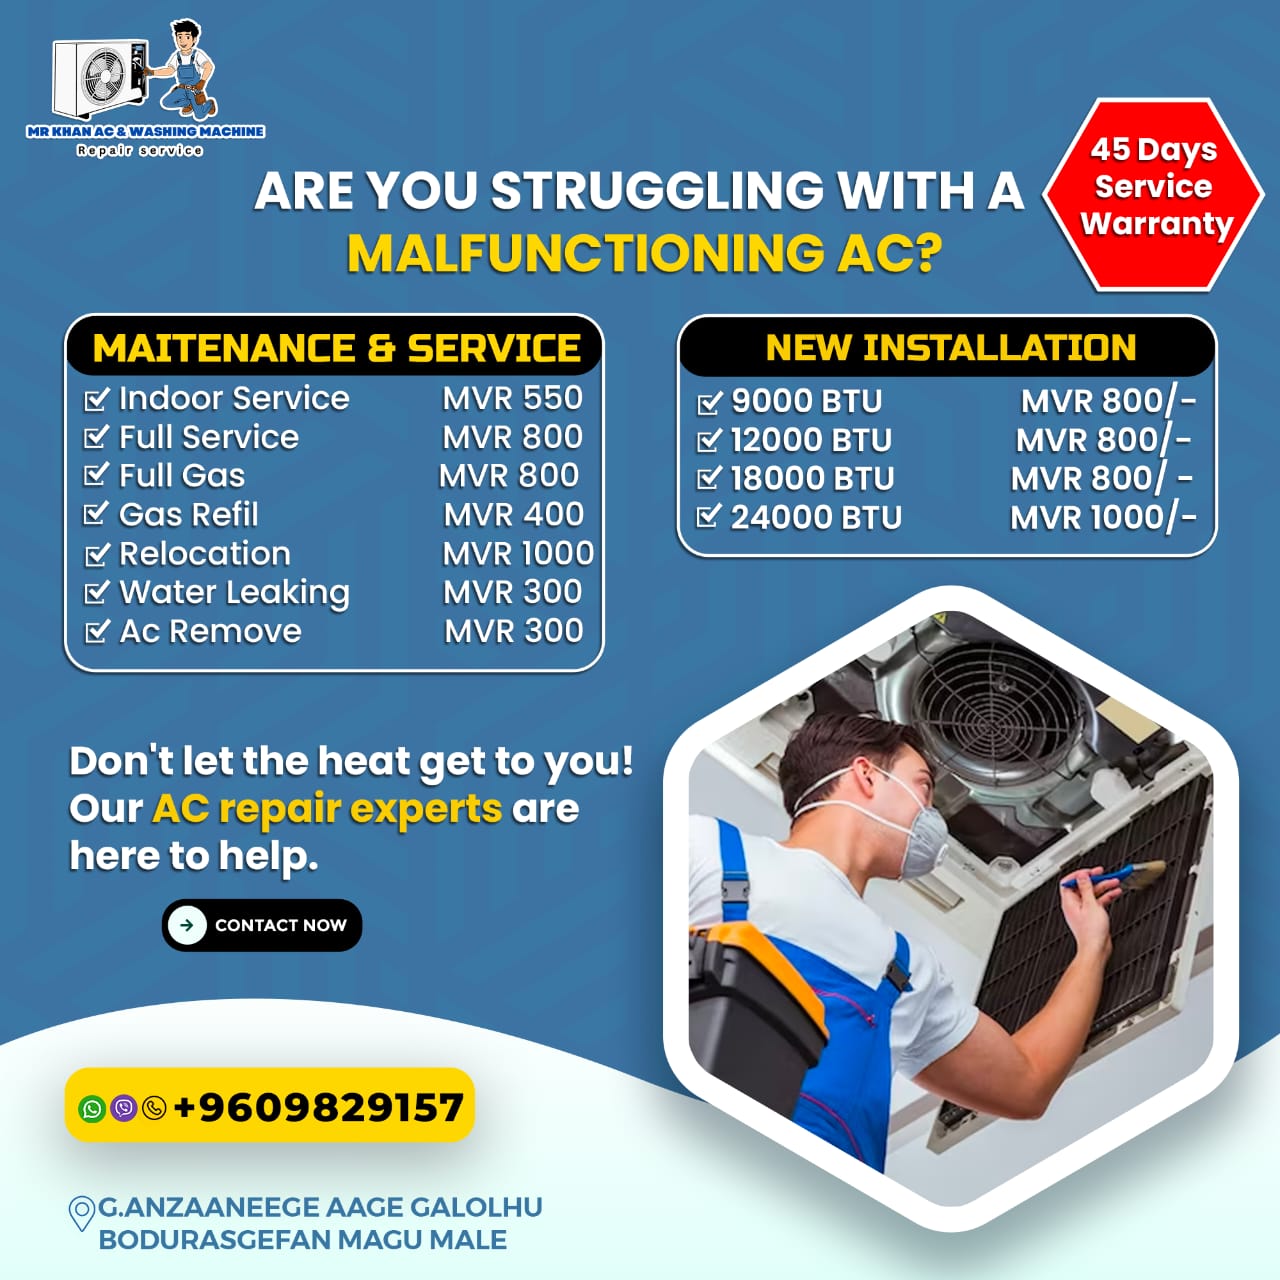 MR KHAN AC & WASHING MACHINE
Repair service
ARE YOU STRUGGLING WITH A
MALFUNCTIONING AC?
45 Days
Service
Warranty
MAITENANCE & SERVICE
Indoor Service MVR 550
Full Service MVR 800
Full Gas MVR 800
Gas Refil MVR 400
Relocation MVR 1000
Water Leaking MVR 300
Ac Remove MVR 300
NEW INSTALLATION
9000 BTU MVR 800/-
12000 BTU MVR 800/-
18000 BTU MVR 800/ -
24000 BTU MVR 1000/-
Don't let the heat get to you!
Our AC repair experts are
here to help.
CONTACT NOW
+9609829157
G.ANZAANEEGE AAGE GALOLHU
BODURASGEFAN MAGU MALE